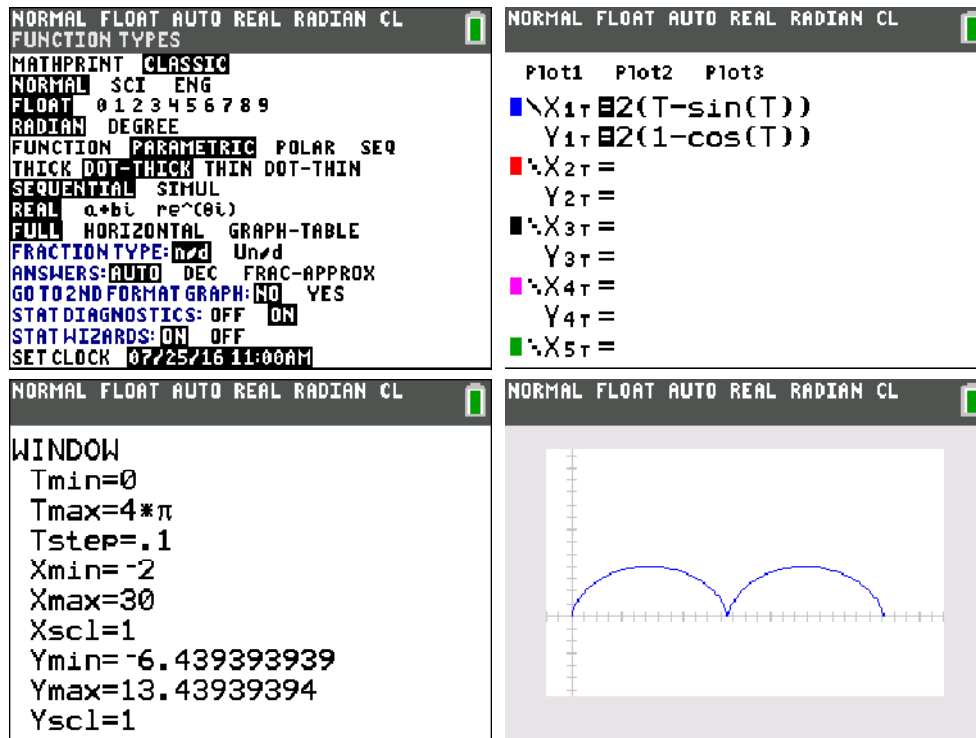 NORMAL FLOAT AUTO REAL RADIAN CL
FUNCTION TYPES
MATHPRINT CLASSIC
NORMAL SCI ENG
FLOAT 0 1 2 3 4 5 6 7 8 9
RADIAN DEGREE
FUNCTION PARAMETRIC POLAR SEQ
THICK DOT-THICK THIN DOT-THIN
SEQUENTIAL SIMUL
REAL a+bi re^(θi)
FULL HORIZONTAL GRAPH-TABLE
FRACTION TYPE: n/d Un/d
ANSWERS: AUTO DEC FRAC-APPROX
GO TO 2ND FORMAT GRAPH: NO YES
STAT DIAGNOSTICS: OFF ON
STAT WIZARDS: ON OFF
SET CLOCK 07/25/16 11:00AM
NORMAL FLOAT AUTO REAL RADIAN CL
Plot1 Plot2 Plot3
\X1T=2(T-sin(T))
Y1T=2(1-cos(T))
X2T=
Y2T=
X3T=
Y3T=
X4T=
Y4T=
X5T=
NORMAL FLOAT AUTO REAL RADIAN CL
WINDOW
Tmin=0
Tmax=4*π
Tstep=.1
Xmin=-2
Xmax=30
Xscl=1
Ymin=-6.439393939
Ymax=13.43939394
Yscl=1
NORMAL FLOAT AUTO REAL RADIAN CL